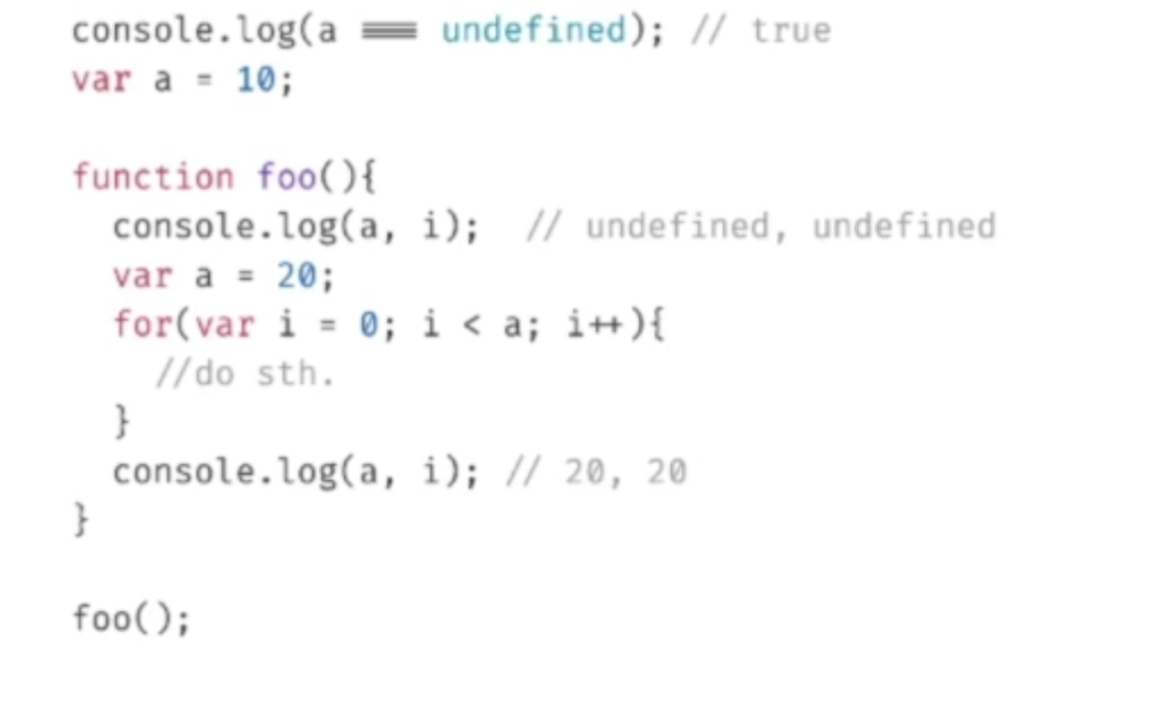 console.log(a === undefined); // true
var a = 10;

function foo(){
  console.log(a, i);  // undefined, undefined
  var a = 20;
  for(var i = 0; i < a; i++){
    //do sth.
  }
  console.log(a, i); // 20, 20
}

foo();